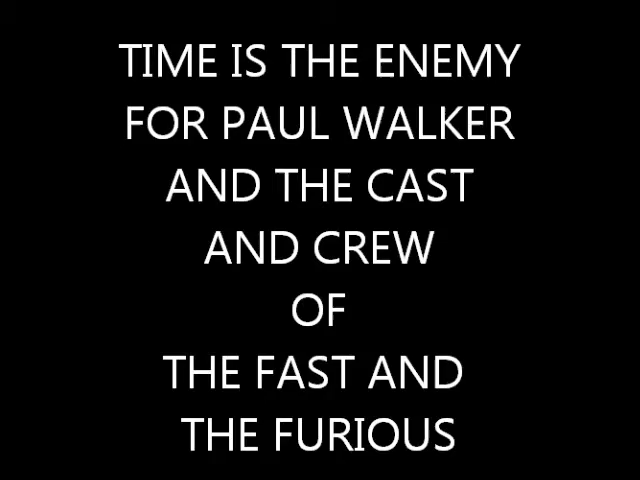 TIME IS THE ENEMY
FOR PAUL WALKER
AND THE CAST
AND CREW
OF
THE FAST AND
THE FURIOUS